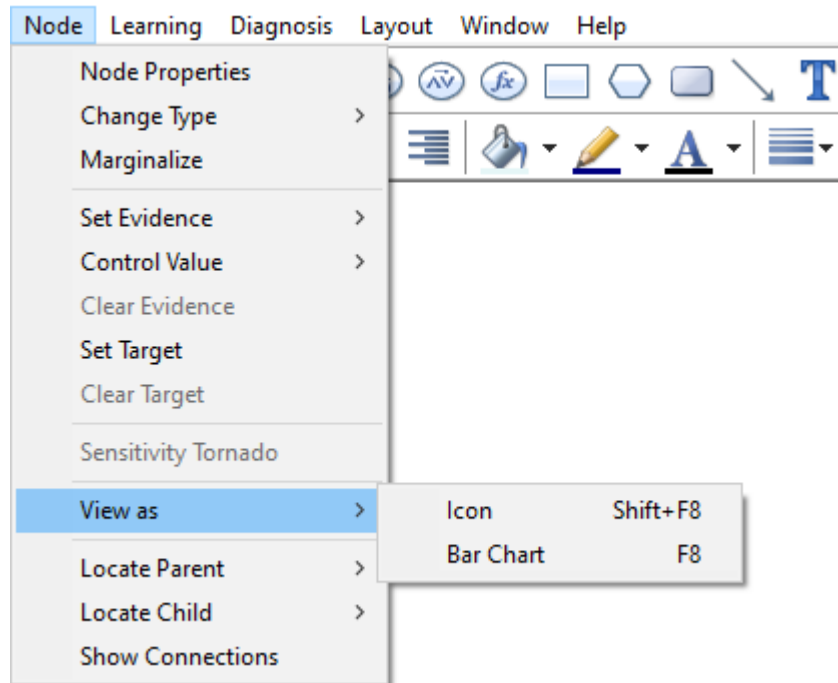 Node Learning Diagnosis Layout Window Help
Node Properties
Change Type
Marginalize
Set Evidence
Control Value
Clear Evidence
Set Target
Clear Target
Sensitivity Tornado
View as
Icon Shift+F8
Bar Chart F8
Locate Parent
Locate Child
Show Connections